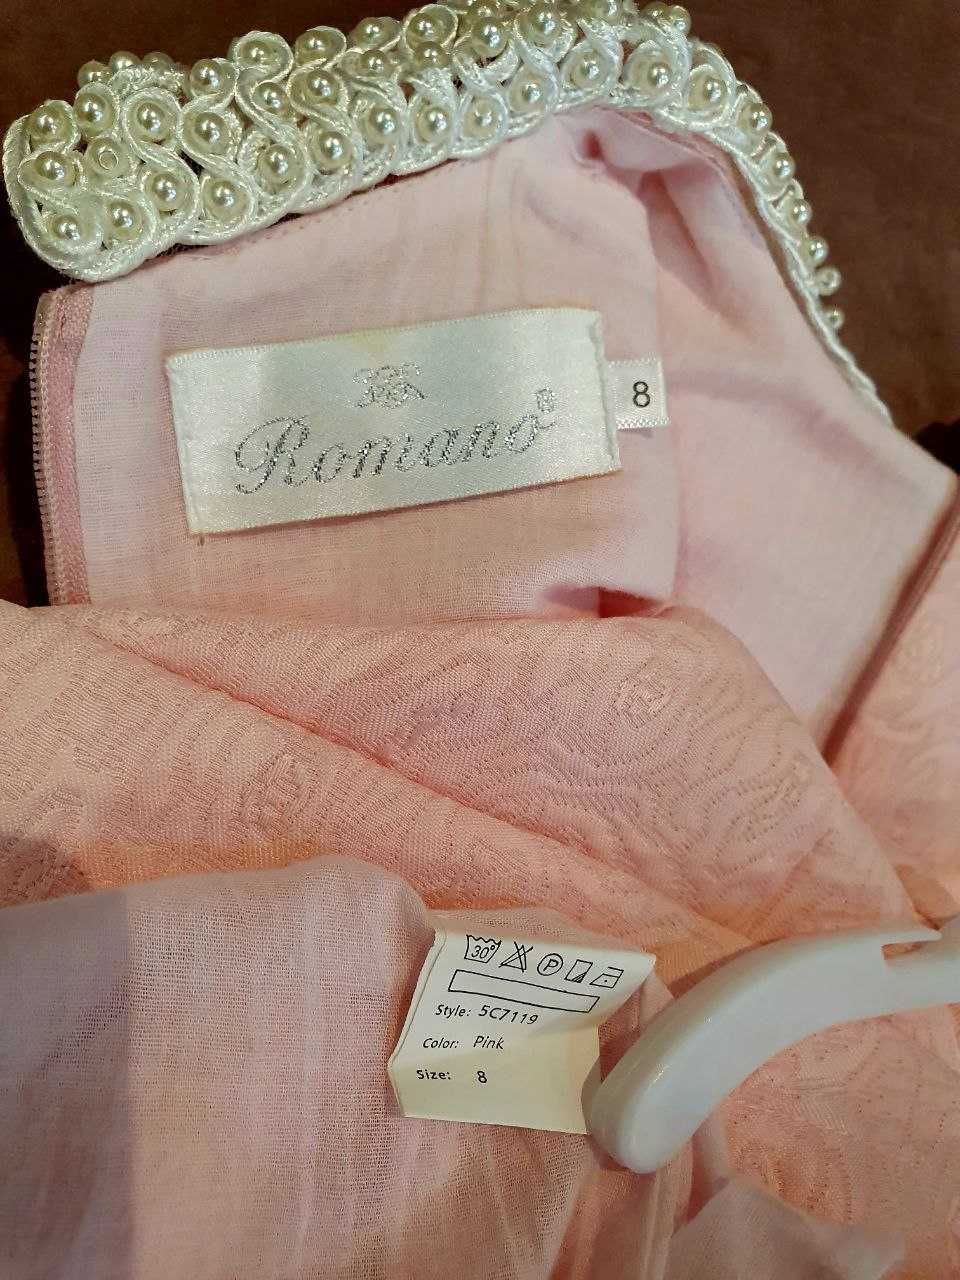 Romano®
8
30°
P
Style: 5C7119
Color: Pink
Size: 8